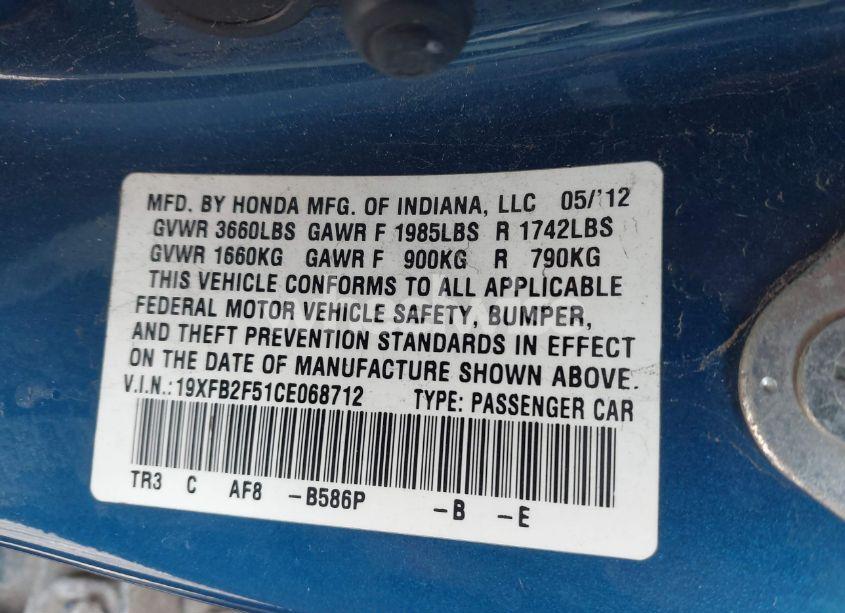 MFD. BY HONDA MFG. OF INDIANA, LLC 05/'12
GVWR 3660LBS GAWR F 1985LBS R 1742LBS
GVWR 1660KG GAWR F 900KG R 790KG
THIS VEHICLE CONFORMS TO ALL APPLICABLE
FEDERAL MOTOR VEHICLE SAFETY, BUMPER,
AND THEFT PREVENTION STANDARDS IN EFFECT
ON THE DATE OF MANUFACTURE SHOWN ABOVE.
V.I.N.:19XFB2F51CE068712 TYPE: PASSENGER CAR
TR3 C AF8 –B586P –B –E